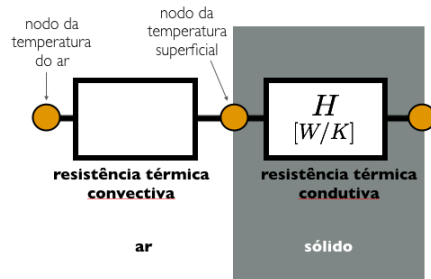 nodo da
temperatura
do ar
nodo da
temperatura
superficial
H
[W/K]
resistência térmica
convectiva
resistência térmica
condutiva
ar
sólido